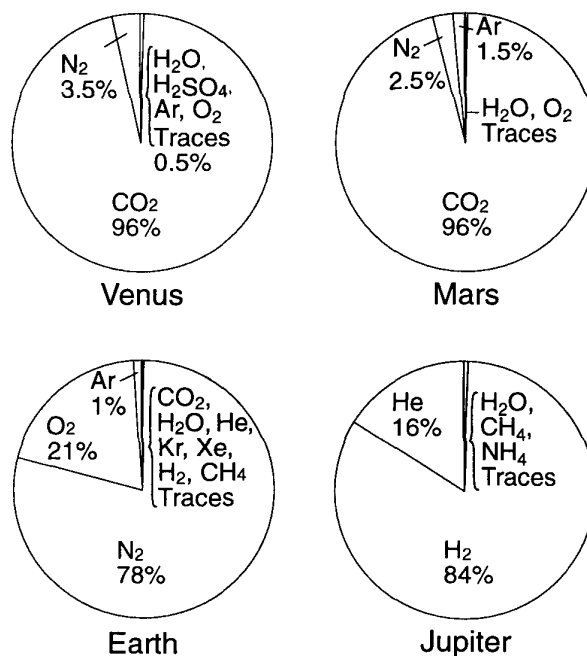 N₂
3.5%
H₂O,
H₂SO₄,
Ar, O₂
Traces
0.5%
CO₂
96%
Venus
N₂
2.5%
Ar
1.5%
H₂O, O₂
Traces
CO₂
96%
Mars
Ar
1%
O₂
21%
CO₂,
H₂O, He,
Kr, Xe,
H₂, CH₄
Traces
N₂
78%
Earth
He
16%
H₂O,
CH₄,
NH₄
Traces
H₂
84%
Jupiter